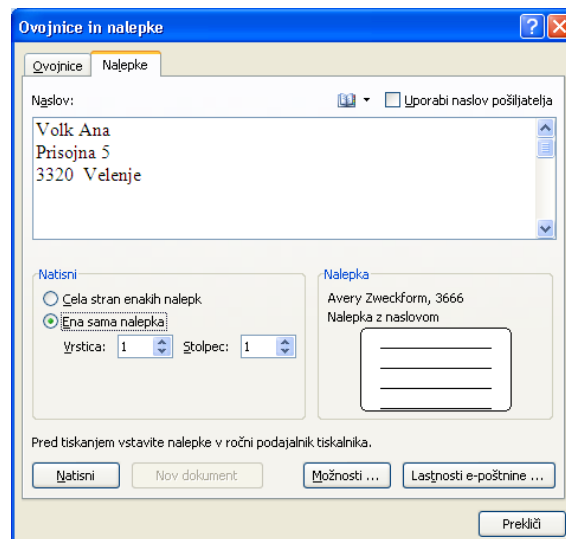 Ovojnice in nalepke
Ovojnice Nalepke
Naslov: Uporabi naslov pošiljatelja
Volk Ana
Prisojna 5
3320 Velenje
Natisni
Cela stran enakih nalepk
Ena sama nalepka
Vrstica: 1 Stolpec: 1
Nalepka
Avery Zweckform, 3666
Nalepka z naslovom
Pred tiskanjem vstavite nalepke v ročni podajalnik tiskalnika.
Natisni Nov dokument Možnosti ... Lastnosti e-poštnine ...
Prekliči